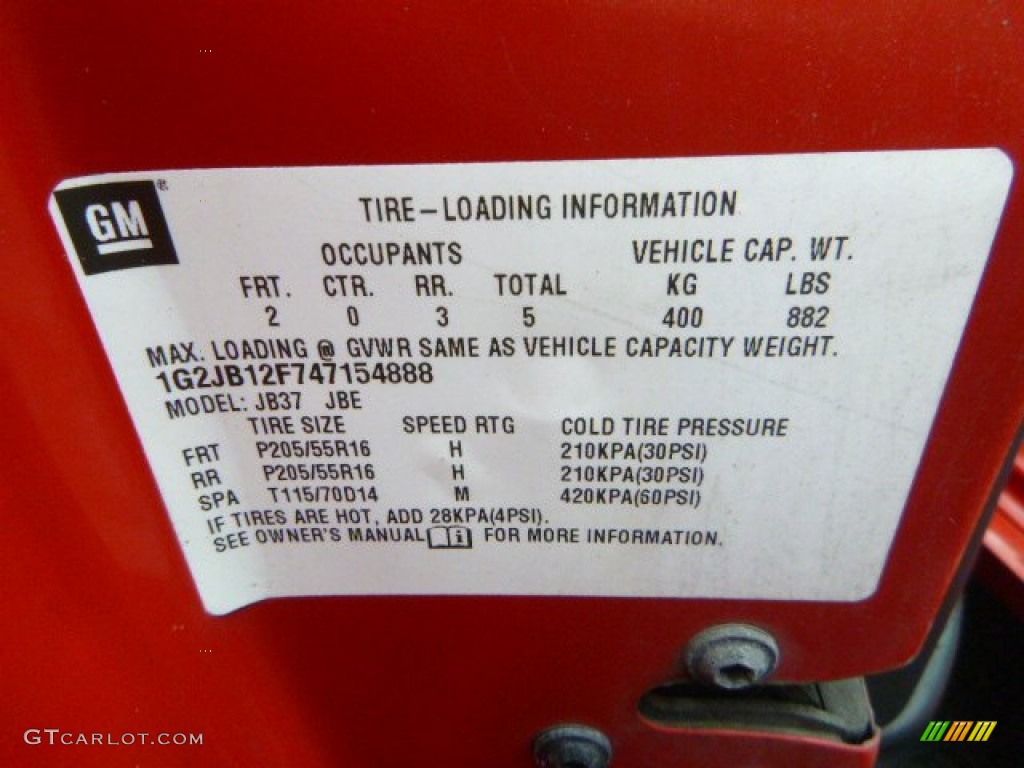 GM ®
TIRE–LOADING INFORMATION
OCCUPANTS VEHICLE CAP. WT.
FRT. CTR. RR. TOTAL KG LBS
2 0 3 5 400 882
MAX. LOADING @ GVWR SAME AS VEHICLE CAPACITY WEIGHT.
1G2JB12F747154888
MODEL: JB37 JBE
TIRE SIZE SPEED RTG COLD TIRE PRESSURE
FRT P205/55R16 H 210KPA(30PSI)
RR P205/55R16 H 210KPA(30PSI)
SPA T115/70D14 M 420KPA(60PSI)
IF TIRES ARE HOT, ADD 28KPA(4PSI).
SEE OWNER'S MANUAL i FOR MORE INFORMATION.
GTCARLOT.COM